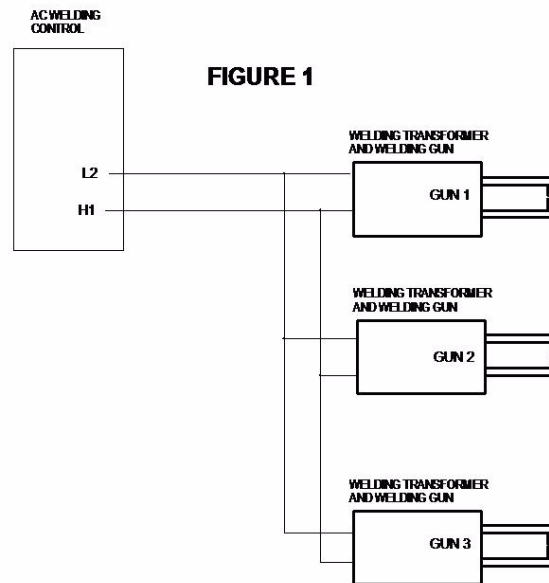 AC WELDING
CONTROL
FIGURE 1
WELDING TRANSFORMER
AND WELDING GUN
L2
GUN 1
H1
WELDING TRANSFORMER
AND WELDING GUN
GUN 2
WELDING TRANSFORMER
AND WELDING GUN
GUN 3